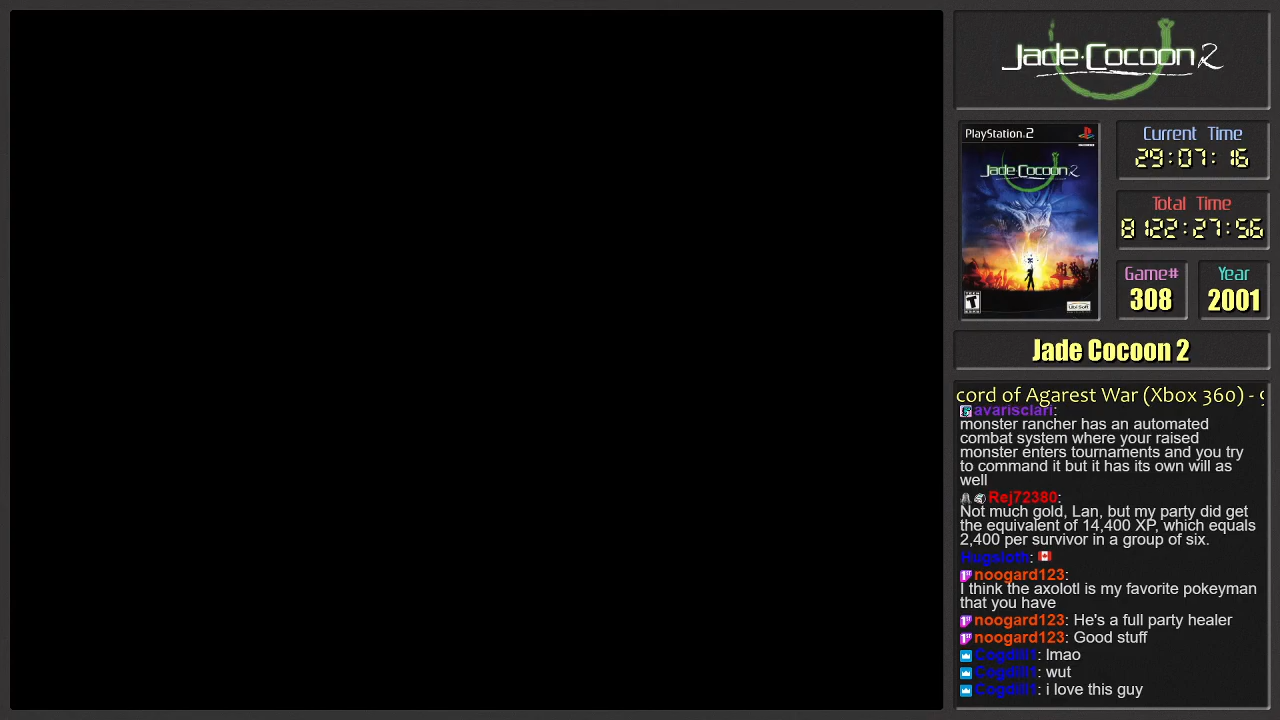 Jade Cocoon 2
PlayStation 2
Jade Cocoon 2
Current Time
29:07:16
Total Time
8122:27:56
Game#
308
Year
2001
Jade Cocoon 2
cord of Agarest War (Xbox 360) -
avarisclari:
monster rancher has an automated
combat system where your raised
monster enters tournaments and you try
to command it but it has its own will as
well
Rej72380:
Not much gold, Lan, but my party did get
the equivalent of 14,400 XP, which equals
2,400 per survivor in a group of six.
Hugsloth:
noogard123:
I think the axolotl is my favorite pokeyman
that you have
noogard123: He's a full party healer
noogard123: Good stuff
Cogdill1: lmao
Cogdill1: wut
Cogdill1: i love this guy